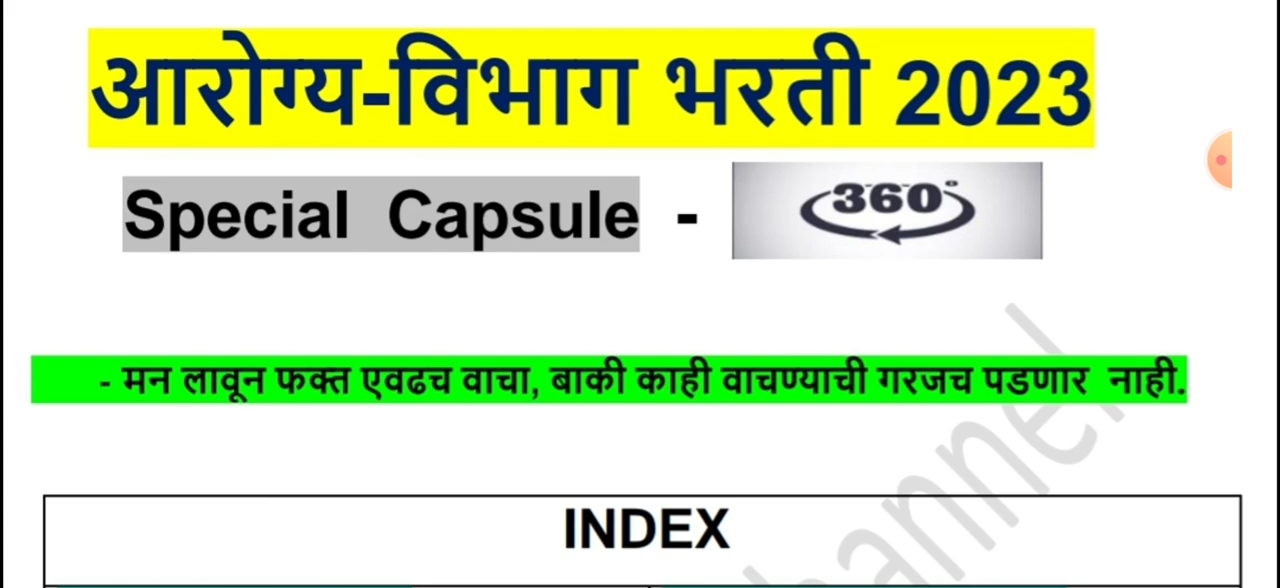 आरोग्य-विभाग भरती 2023
Special Capsule - 360°
- मन लावून फक्त एवढच वाचा, बाकी काही वाचण्याची गरजच पडणार नाही.
INDEX